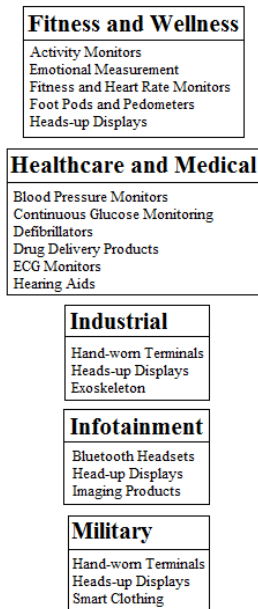 Fitness and Wellness
Activity Monitors
Emotional Measurement
Fitness and Heart Rate Monitors
Foot Pods and Pedometers
Heads-up Displays
Healthcare and Medical
Blood Pressure Monitors
Continuous Glucose Monitoring
Defibrillators
Drug Delivery Products
ECG Monitors
Hearing Aids
Industrial
Hand-worn Terminals
Heads-up Displays
Exoskeleton
Infotainment
Bluetooth Headsets
Head-up Displays
Imaging Products
Military
Hand-worn Terminals
Heads-up Displays
Smart Clothing